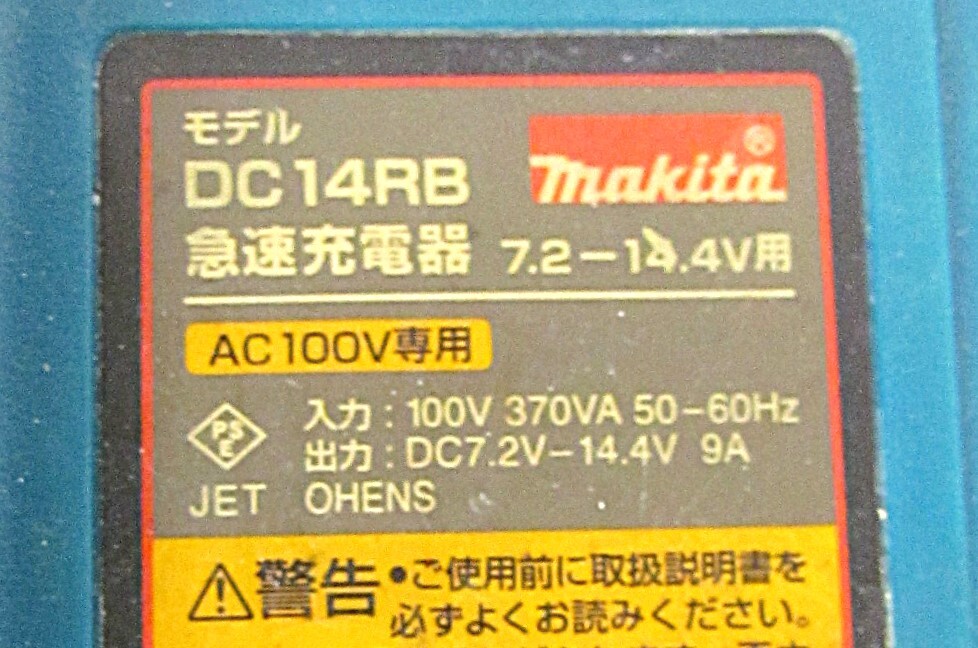 モデル
DC14RB
makita®
急速充電器 7.2-14.4V用
AC100V専用
PSE
入力:100V 370VA 50-60Hz
出力:DC7.2V-14.4V 9A
JET OHENS
警告 •ご使用前に取扱説明書を
必ずよくお読みください。